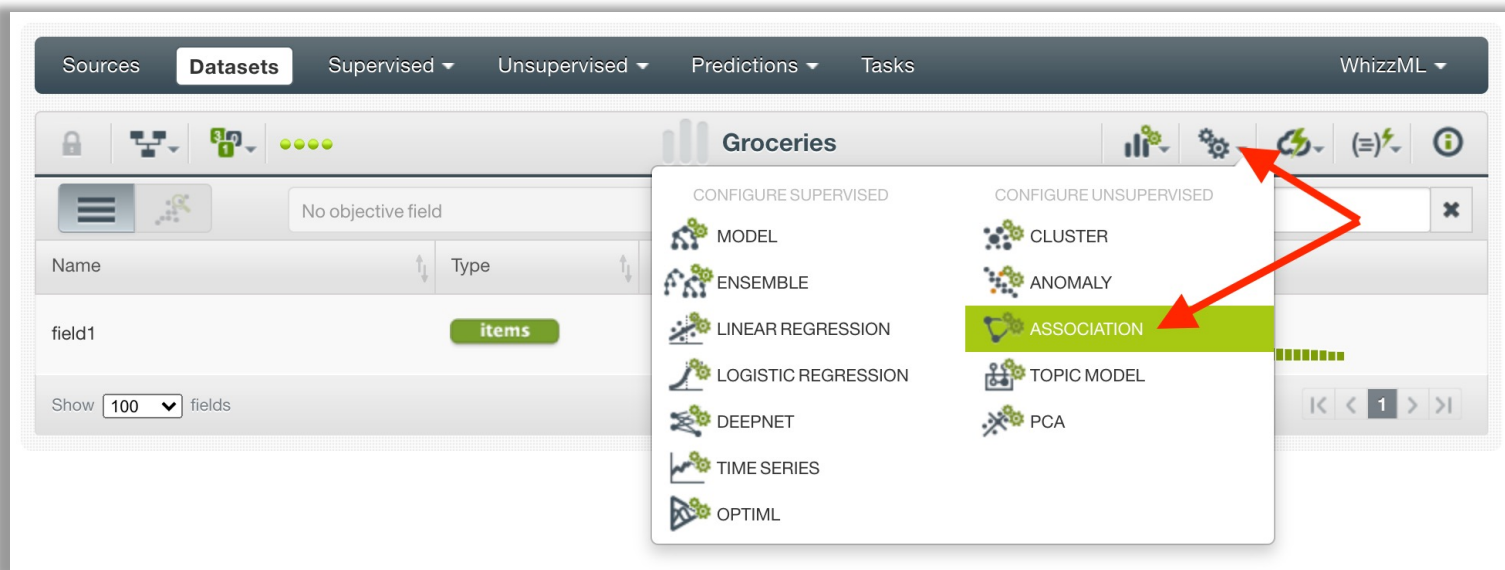 Sources Datasets Supervised Unsupervised Predictions Tasks WhizzML
Groceries
No objective field
CONFIGURE SUPERVISED CONFIGURE UNSUPERVISED
Name Type
MODEL CLUSTER
ENSEMBLE ANOMALY
field1 items LINEAR REGRESSION ASSOCIATION
LOGISTIC REGRESSION TOPIC MODEL
Show 100 fields 1
DEEPNET PCA
TIME SERIES
OPTIML